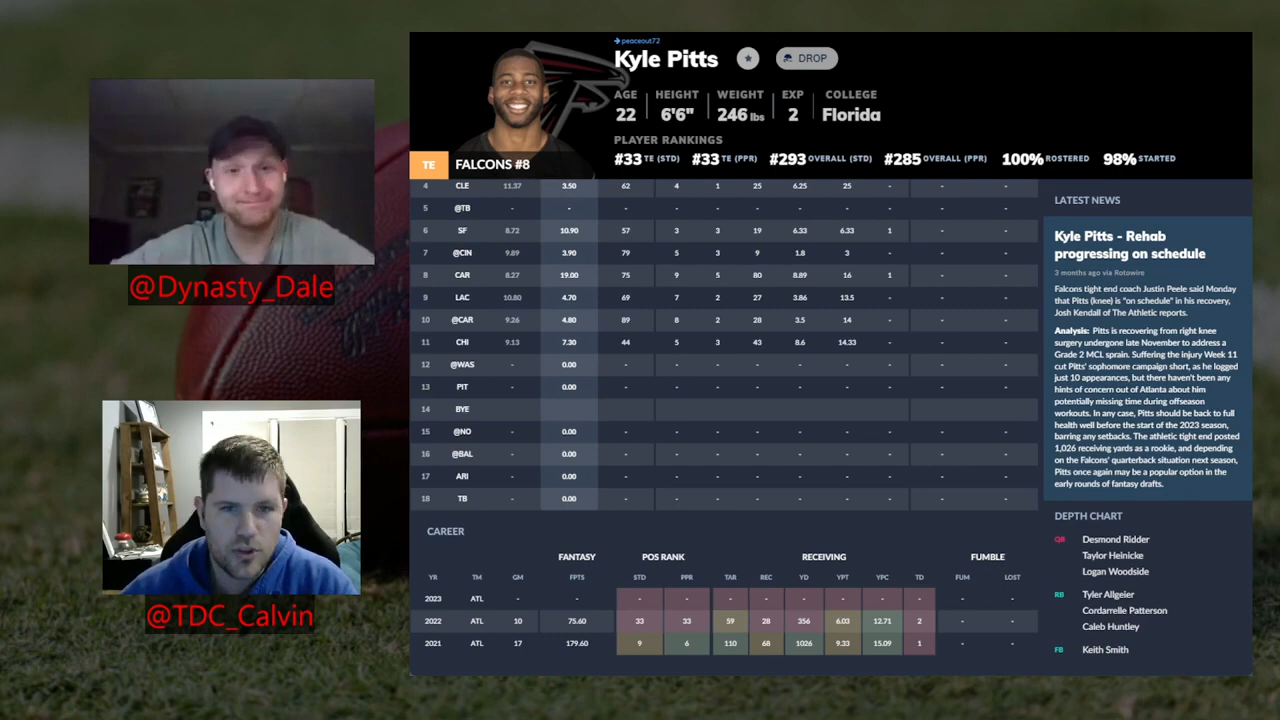 @Dynasty_Dale
@TDC_Calvin
peaceout72
Kyle Pitts
DROP
AGE HEIGHT WEIGHT EXP COLLEGE
22 6'6" 246 lbs 2 Florida
PLAYER RANKINGS
#33 TE (STD) #33 TE (PPR) #293 OVERALL (STD) #285 OVERALL (PPR) 100% ROSTERED 98% STARTED
TE FALCONS #8
4 CLE 11.37 3.50 62 4 1 25 6.25 25 - - -
5 @TB - - - - - - - - - - -
6 SF 8.72 10.90 57 3 3 19 6.33 6.33 1 - -
7 @CIN 9.89 3.90 79 5 3 9 1.8 3 - - -
8 CAR 8.27 19.00 75 9 5 80 8.89 16 1 - -
9 LAC 10.80 4.70 69 7 2 27 3.86 13.5 - - -
10 @CAR 9.26 4.80 89 8 2 28 3.5 14 - - -
11 CHI 9.13 7.30 44 5 3 43 8.6 14.33 - - -
12 @WAS - 0.00 - - - - - - - - -
13 PIT - 0.00 - - - - - - - - -
14 BYE
15 @NO - 0.00 - - - - - - - - -
16 @BAL - 0.00 - - - - - - - - -
17 ARI - 0.00 - - - - - - - - -
18 TB - 0.00 - - - - - - - - -
CAREER
FANTASY POS RANK RECEIVING FUMBLE
YR TM GM FPTS STD PPR TAR REC YD YPT YPC TD FUM LOST
2023 ATL - - - - - - - - - - - -
2022 ATL 10 75.60 33 33 59 28 356 6.03 12.71 2 - -
2021 ATL 17 179.60 9 6 110 68 1026 9.33 15.09 1 - -
LATEST NEWS
Kyle Pitts - Rehab
progressing on schedule
3 months ago via Rotowire
Falcons tight end coach Justin Peele said Monday
that Pitts (knee) is "on schedule" in his recovery,
Josh Kendall of The Athletic reports.
Analysis: Pitts is recovering from right knee
surgery undergone late November to address a
Grade 2 MCL sprain. Suffering the injury Week 11
cut Pitts' sophomore campaign short, as he logged
just 10 appearances, but there haven't been any
hints of concern out of Atlanta about him
potentially missing time during offseason
workouts. In any case, Pitts should be back to full
health well before the start of the 2023 season,
barring any setbacks. The athletic tight end posted
1,026 receiving yards as a rookie, and depending
on the Falcons' quarterback situation next season,
Pitts once again may be a popular option in the
early rounds of fantasy drafts.
DEPTH CHART
QB Desmond Ridder
Taylor Heinicke
Logan Woodside
RB Tyler Allgeier
Cordarrelle Patterson
Caleb Huntley
FB Keith Smith